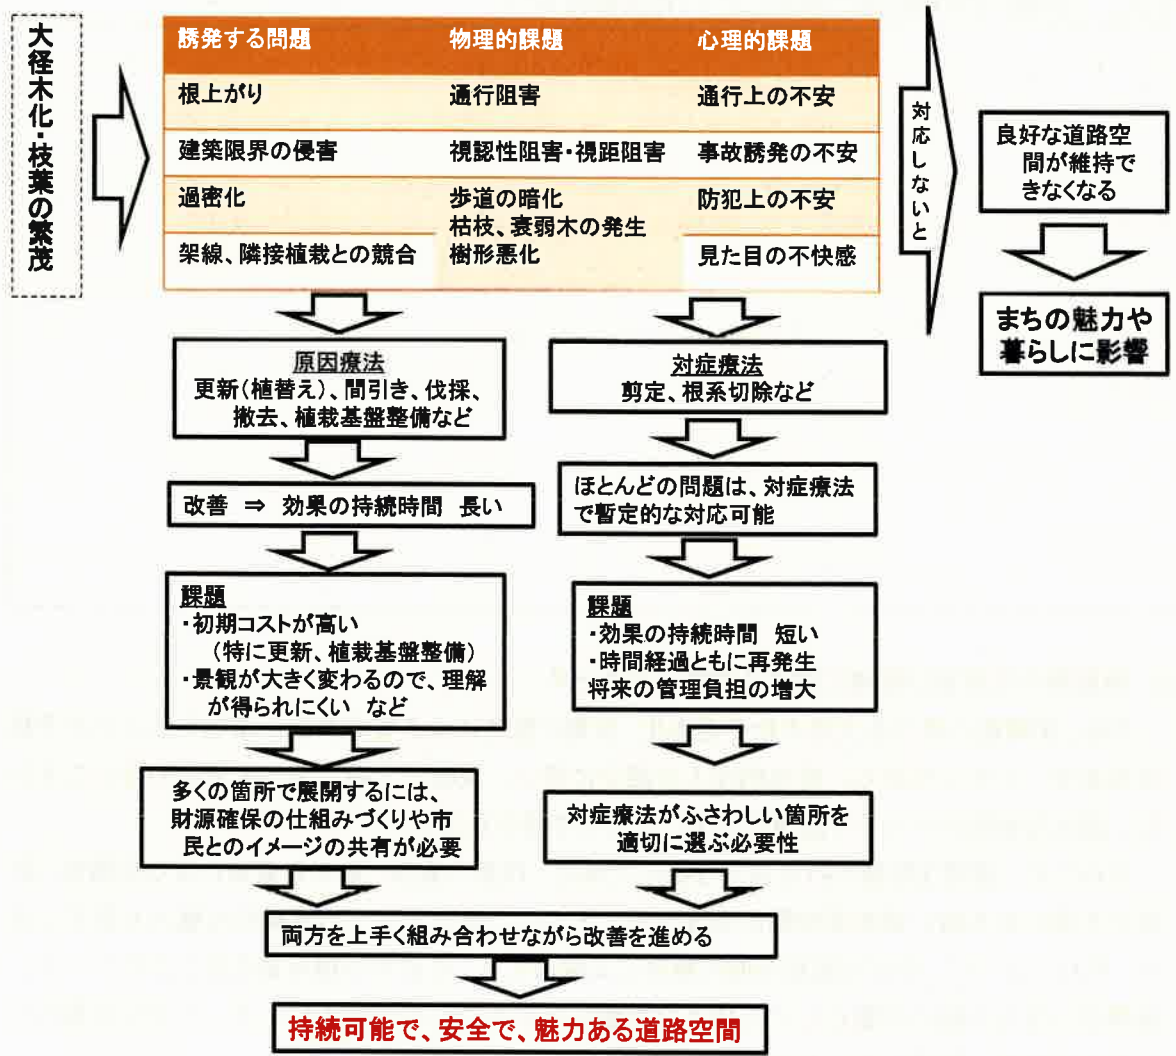 大径木化・枝葉の繁茂
誘発する問題 物理的課題 心理的課題
根上がり 通行阻害 通行上の不安
建築限界の侵害 視認性阻害・視距阻害 事故誘発の不安
過密化 歩道の暗化 防犯上の不安
枯枝、衰弱木の発生
架線、隣接植栽との競合 樹形悪化 見た目の不快感
対応しないと
良好な道路空
間が維持で
きなくなる
まちの魅力や
暮らしに影響
原因療法
更新(植替え)、間引き、伐採、
撤去、植栽基盤整備など
改善 ⇒ 効果の持続時間 長い
課題
・初期コストが高い
(特に更新、植栽基盤整備)
・景観が大きく変わるので、理解
が得られにくい など
多くの箇所で展開するには、
財源確保の仕組みづくりや市
民とのイメージの共有が必要
対症療法
剪定、根系切除など
ほとんどの問題は、対症療法
で暫定的な対応可能
課題
・効果の持続時間 短い
・時間経過ともに再発生
将来の管理負担の増大
対症療法がふさわしい箇所を
適切に選ぶ必要性
両方を上手く組み合わせながら改善を進める
持続可能で、安全で、魅力ある道路空間